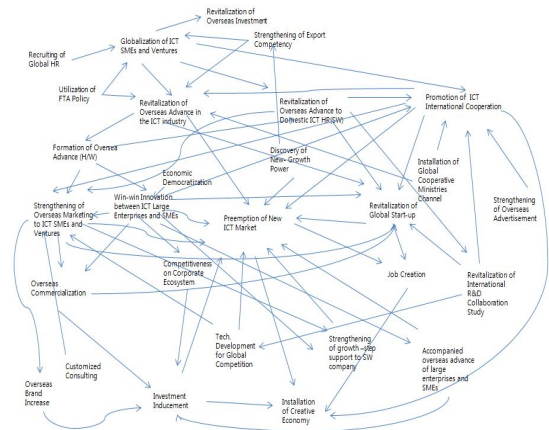 Revitalization of
Overseas Investment
Globalization of ICT
SMEs and Ventures
Strengthening of Export
Competency
Recruiting of
Global HR
Utilization of
FTA Policy
Revitalization of
Overseas Advance in
the ICT industry
Revitalization of
Overseas Advance to
Domestic ICT HR(SW)
Promotion of ICT
International Cooperation
Formation of Oversea
Advance (H/W)
Discovery of
New- Growth
Power
Economic
Democratization
Installation of
Global
Cooperative
Ministries
Channel
Strengthening of
Overseas Marketing
to ICT SMEs and
Ventures
Win-win Innovation
between ICT Large
Enterprises and SMEs
Preemption of New
ICT Market
Revitalization of
Global Start-up
Strengthening
of Overseas
Advertisement
Competitiveness
on Corporate
Ecosystem
Job Creation
Revitalization of
International
R&D
Collaboration
Study
Overseas
Commercialization
Tech.
Development
for Global
Competition
Strengthening
of growth –step
support to SW
company
Accompanied
overseas advance
of large
enterprises and
SMEs
Customized
Consulting
Overseas
Brand
Increase
Investment
Inducement
Installation
of Creative
Economy